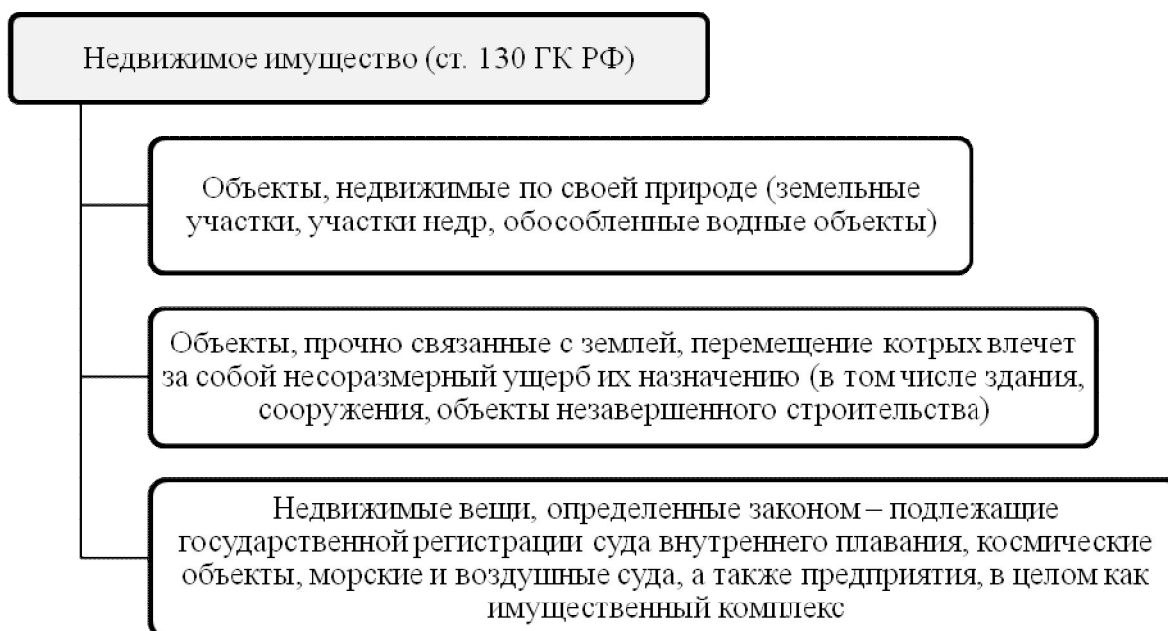 Недвижимое имущество (ст. 130 ГК РФ)
Объекты, недвижимые по своей природе (земельные
участки, участки недр, обособленные водные объекты)
Объекты, прочно связанные с землей, перемещение котрых влечет
за собой несоразмерный ущерб их назначению (в том числе здания,
сооружения, объекты незавершенного строительства)
Недвижимые вещи, определенные законом – подлежащие
государственной регистрации суда внутреннего плавания, космические
объекты, морские и воздушные суда, а также предприятия, в целом как
имущественный комплекс